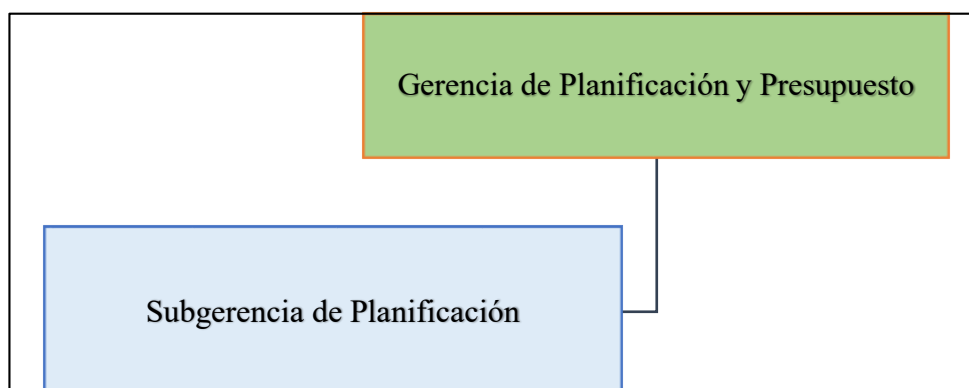 Gerencia de Planificación y Presupuesto
Subgerencia de Planificación